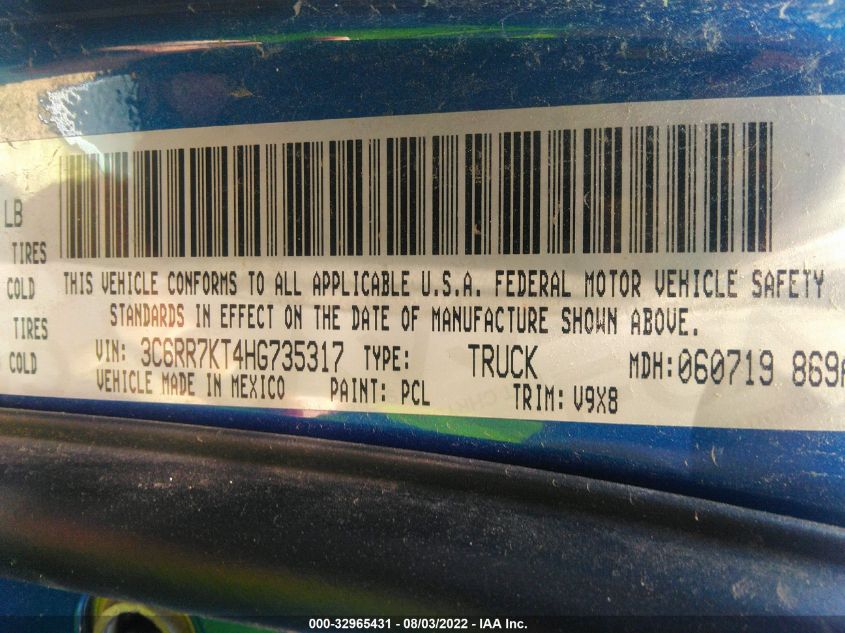 LB
TIRES
COLD
TIRES
COLD
THIS VEHICLE CONFORMS TO ALL APPLICABLE U.S.A. FEDERAL MOTOR VEHICLE SAFETY
STANDARDS IN EFFECT ON THE DATE OF MANUFACTURE SHOWN ABOVE.
VIN: 3C6RR7KT4HG735317 TYPE: TRUCK MDH:060719 869A
VEHICLE MADE IN MEXICO PAINT: PCL TRIM: V9X8
000-32965431 - 08/03/2022 - IAA Inc.